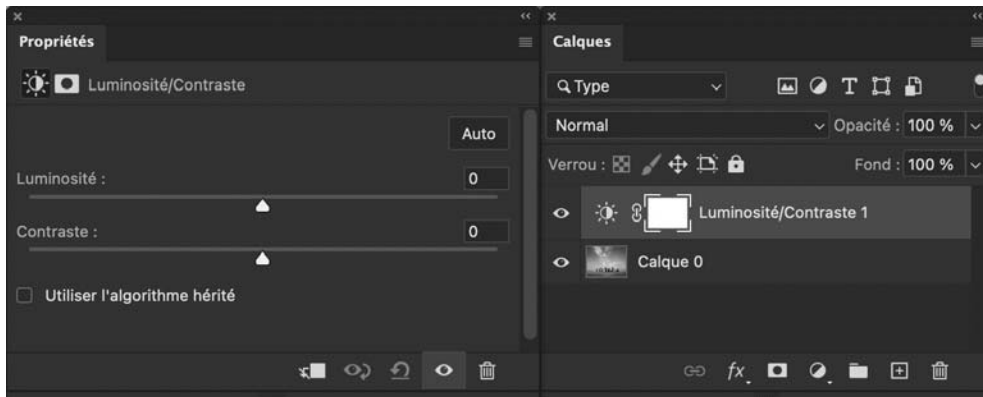 Propriétés
Luminosité/Contraste
Auto
Luminosité : 0
Contraste : 0
Utiliser l'algorithme hérité
Calques
Type
T
Normal Opacité : 100 %
Verrou : Fond : 100 %
Luminosité/Contraste 1
Calque 0
fx